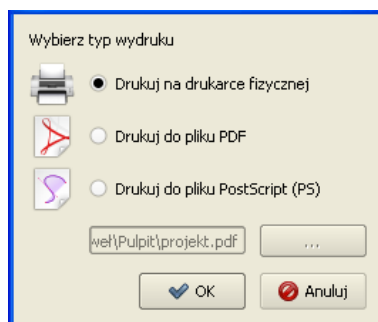 Wybierz typ wydruku
Drukuj na drukarce fizycznej
Drukuj do pliku PDF
Drukuj do pliku PostScript (PS)
weł\Pulpit\projekt.pdf ...
OK Anuluj